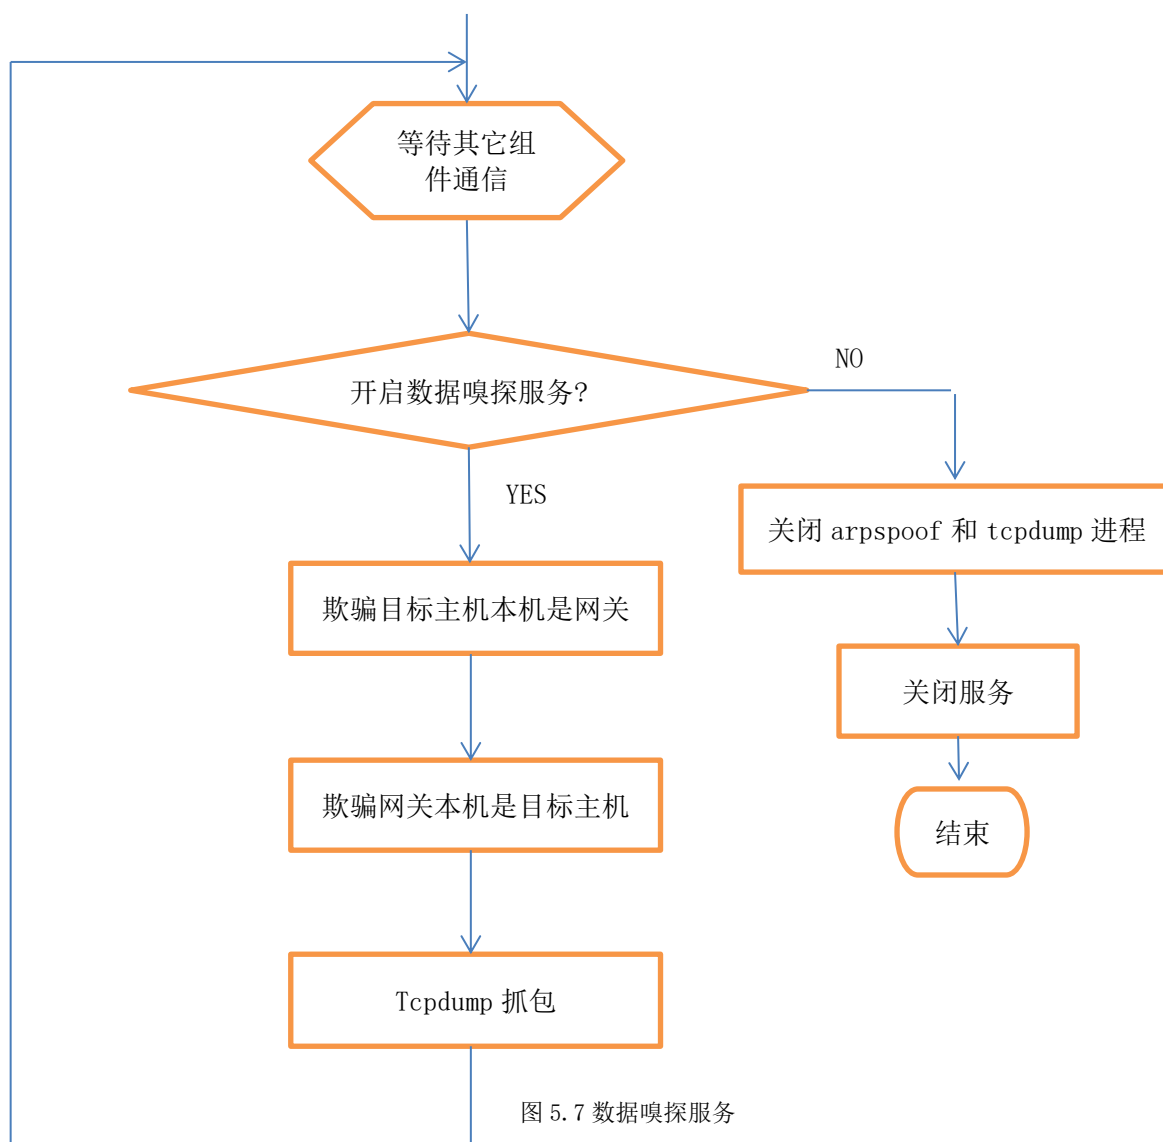 等待其它组
件通信
开启数据嗅探服务?
NO
YES
关闭 arpspoof 和 tcpdump 进程
欺骗目标主机本机是网关
关闭服务
欺骗网关本机是目标主机
结束
Tcpdump 抓包
图 5.7 数据嗅探服务